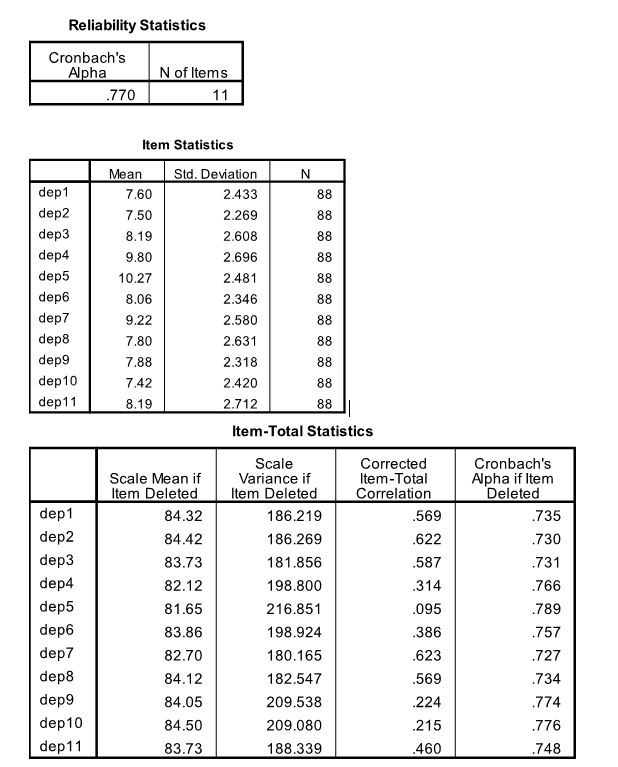 Reliability Statistics
Cronbach's
Alpha N of Items
.770 11
Item Statistics
Mean Std. Deviation N
dep1 7.60 2.433 88
dep2 7.50 2.269 88
dep3 8.19 2.608 88
dep4 9.80 2.696 88
dep5 10.27 2.481 88
dep6 8.06 2.346 88
dep7 9.22 2.580 88
dep8 7.80 2.631 88
dep9 7.88 2.318 88
dep10 7.42 2.420 88
dep11 8.19 2.712 88
Item-Total Statistics
Scale Corrected Cronbach's
Scale Mean if Variance if Item-Total Alpha if Item
Item Deleted Item Deleted Correlation Deleted
dep1 84.32 186.219 .569 .735
dep2 84.42 186.269 .622 .730
dep3 83.73 181.856 .587 .731
dep4 82.12 198.800 .314 .766
dep5 81.65 216.851 .095 .789
dep6 83.86 198.924 .386 .757
dep7 82.70 180.165 .623 .727
dep8 84.12 182.547 .569 .734
dep9 84.05 209.538 .224 .774
dep10 84.50 209.080 .215 .776
dep11 83.73 188.339 .460 .748